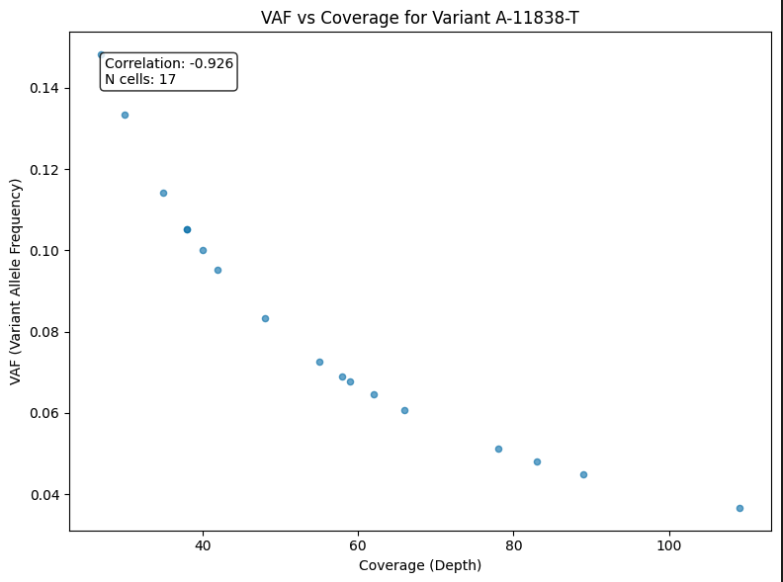 VAF vs Coverage for Variant A-11838-T
Correlation: -0.926
N cells: 17
0.14
0.12
0.10
0.08
0.06
0.04
VAF (Variant Allele Frequency)
40 60 80 100
Coverage (Depth)